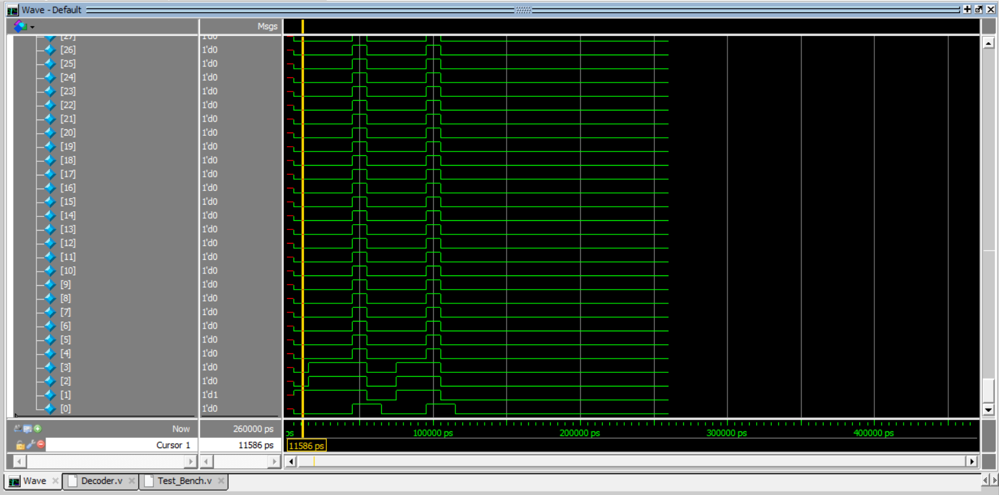 Wave - Default
Msgs
[27] 1'd0
[26] 1'd0
[25] 1'd0
[24] 1'd0
[23] 1'd0
[22] 1'd0
[21] 1'd0
[20] 1'd0
[19] 1'd0
[18] 1'd0
[17] 1'd0
[16] 1'd0
[15] 1'd0
[14] 1'd0
[13] 1'd0
[12] 1'd0
[11] 1'd0
[10] 1'd0
[9] 1'd0
[8] 1'd0
[7] 1'd0
[6] 1'd0
[5] 1'd0
[4] 1'd0
[3] 1'd0
[2] 1'd0
[1] 1'd1
[0] 1'd0
Now 260000 ps ps 100000 ps 200000 ps 300000 ps 400000 ps
Cursor 1 11586 ps 11586 ps
Wave Decoder.v Test_Bench.v